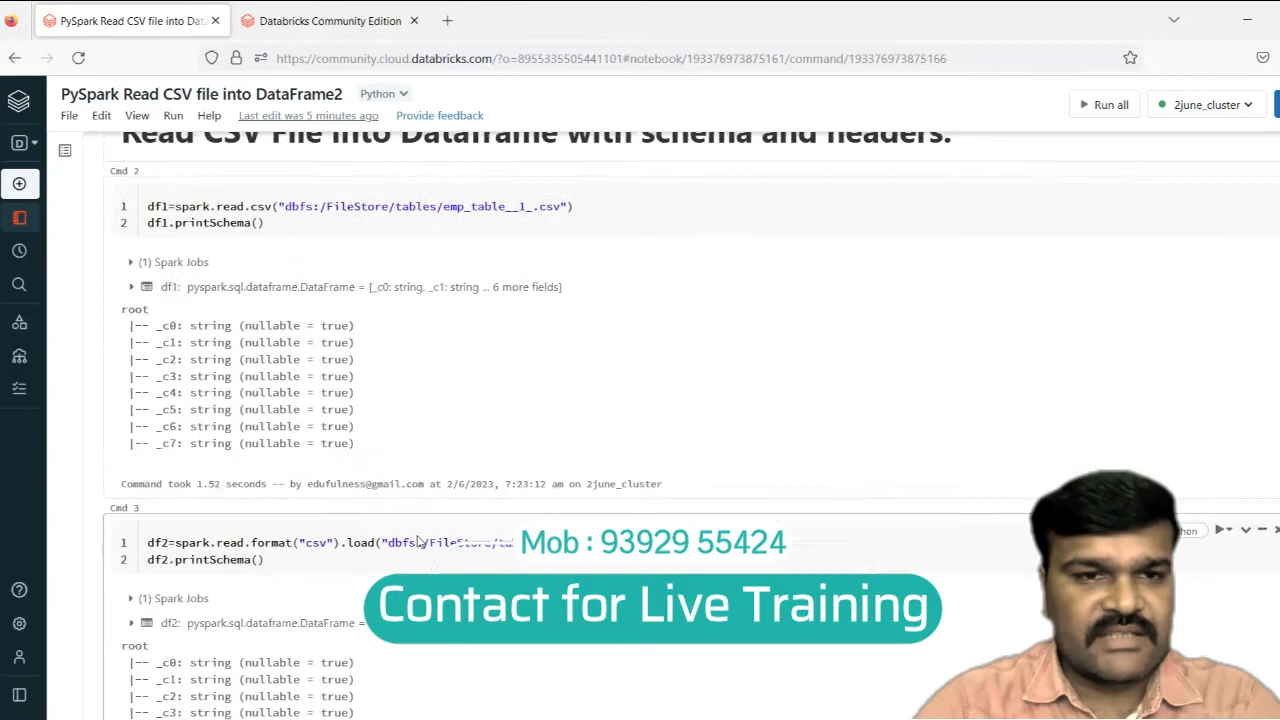 PySpark Read CSV file into Data
Databricks Community Edition
https://community.cloud.databricks.com/?o=8955335505441101#notebook/193376973875161/command/193376973875166
PySpark Read CSV file into DataFrame2
Python
File Edit View Run Help Last edit was 5 minutes ago Provide feedback
Run all
2june_cluster
D
Read CSV File into Dataframe with schema and headers.
Cmd 2
1 df1=spark.read.csv("dbfs:/FileStore/tables/emp_table__1_.csv")
2 df1.printSchema()
(1) Spark Jobs
df1: pyspark.sql.dataframe.DataFrame = [_c0: string, _c1: string ... 6 more fields]
root
|-- _c0: string (nullable = true)
|-- _c1: string (nullable = true)
|-- _c2: string (nullable = true)
|-- _c3: string (nullable = true)
|-- _c4: string (nullable = true)
|-- _c5: string (nullable = true)
|-- _c6: string (nullable = true)
|-- _c7: string (nullable = true)
Command took 1.52 seconds -- by edufulness@gmail.com at 2/6/2023, 7:23:12 am on 2june_cluster
Cmd 3
1 df2=spark.read.format("csv").load("dbfs:/FileStore/ta
2 df2.printSchema()
hon
Mob : 93929 55424
Contact for Live Training
(1) Spark Jobs
df2: pyspark.sql.dataframe.DataFrame =
root
|-- _c0: string (nullable = true)
|-- _c1: string (nullable = true)
|-- _c2: string (nullable = true)
|-- _c3: string (nullable = true)